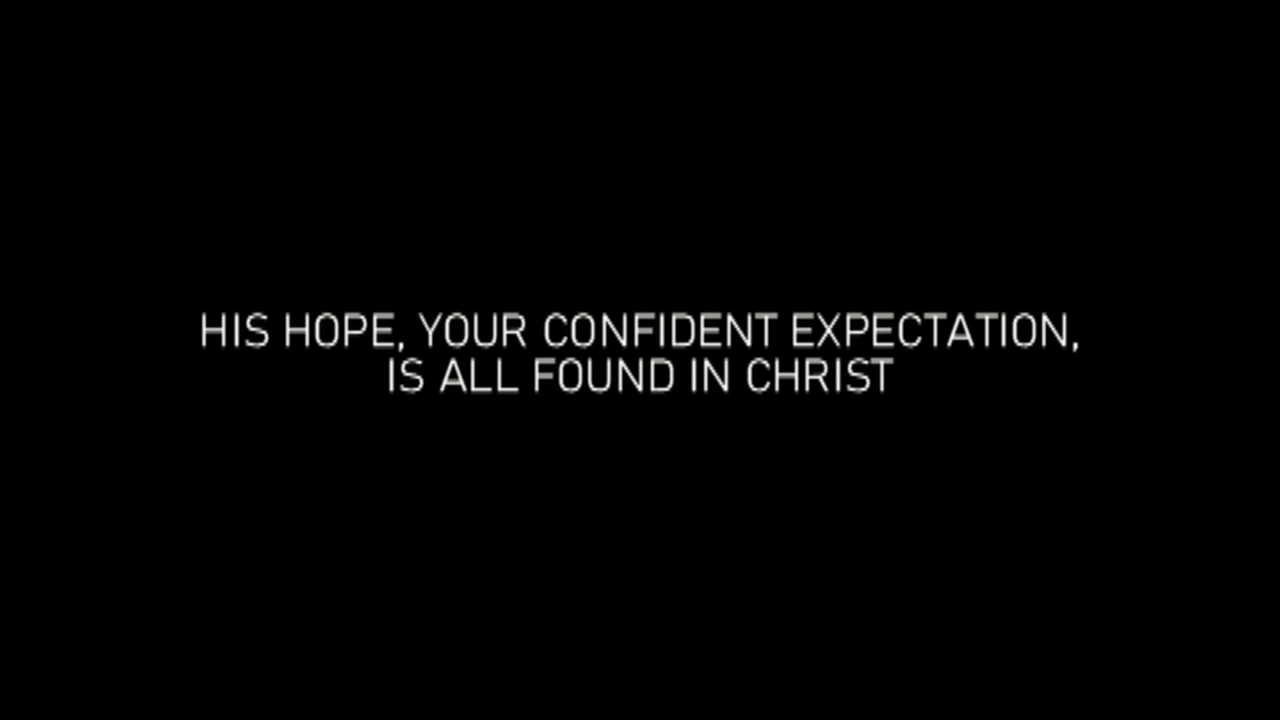 HIS HOPE, YOUR CONFIDENT EXPECTATION,
IS ALL FOUND IN CHRIST